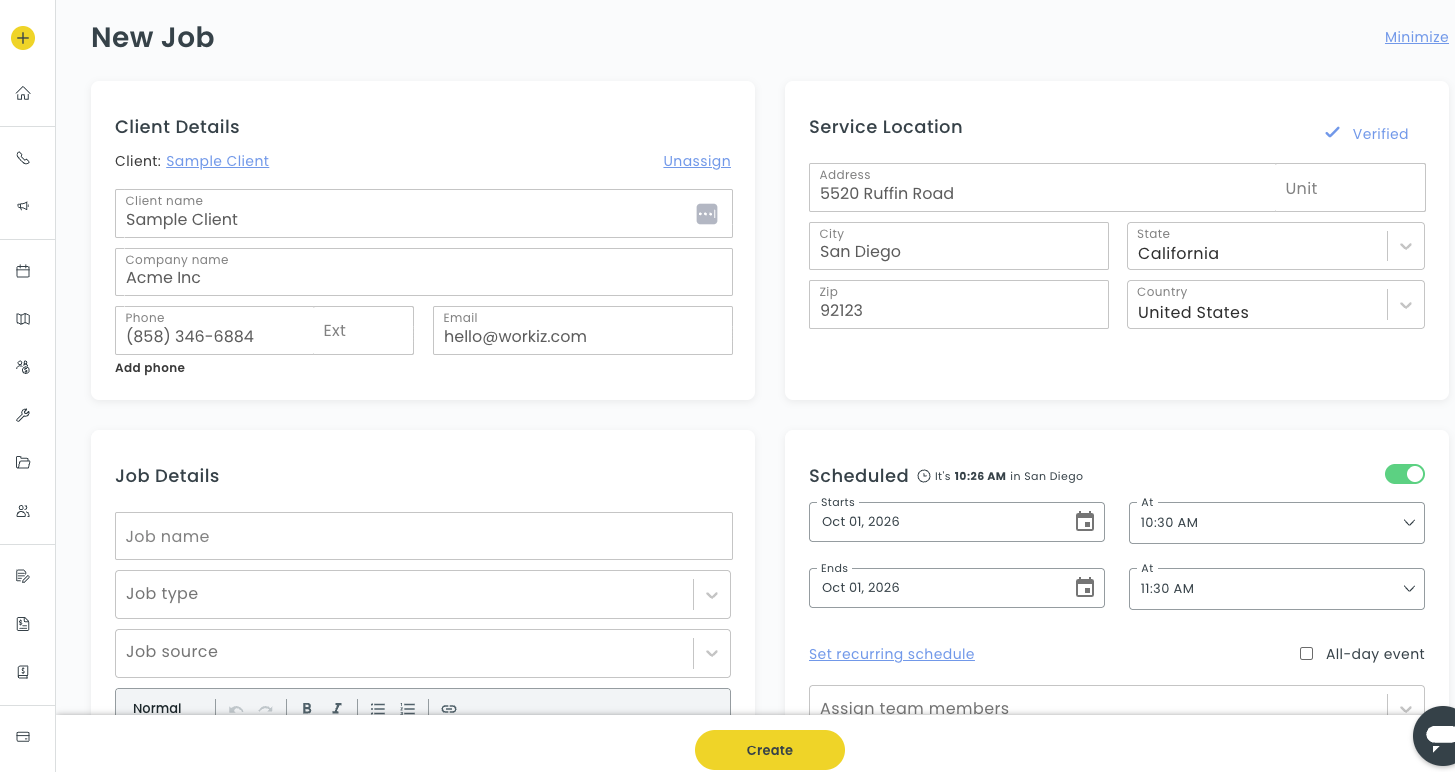 New Job
Minimize
Client Details
Client: Sample Client
Unassign
Client name
Sample Client
Company name
Acme Inc
Phone
(858) 346-6884
Ext
Email
hello@workiz.com
Add phone
Service Location
Verified
Address
5520 Ruffin Road
Unit
City
San Diego
State
California
Zip
92123
Country
United States
Job Details
Job name
Job type
Job source
Normal
B I
Scheduled
It's 10:26 AM in San Diego
Starts
Oct 01, 2026
At
10:30 AM
Ends
Oct 01, 2026
At
11:30 AM
Set recurring schedule
All-day event
Assign team members
Create